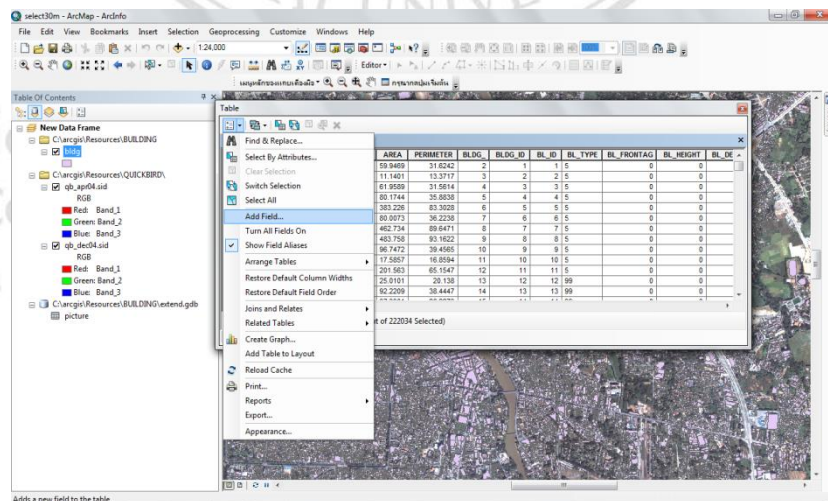 select30m - ArcMap - ArcInfo
File Edit View Bookmarks Insert Selection Geoprocessing Customize Windows Help
1:24,000
Editor
Table Of Contents
New Data Frame
C:\arcgis\Resources\BUILDING
bldg
C:\arcgis\Resources\QUICKBIRD\
qb_apr04.sid
RGB
Red: Band_1
Green: Band_2
Blue: Band_3
qb_dec04.sid
RGB
Red: Band_1
Green: Band_2
Blue: Band_3
C:\arcgis\Resources\BUILDING\extend.gdb
picture
Table
Find & Replace...
Select By Attributes...
Clear Selection
Switch Selection
Select All
Add Field...
Turn All Fields On
Show Field Aliases
Arrange Tables
Restore Default Column Widths
Restore Default Field Order
Joins and Relates
Related Tables
Create Graph...
Add Table to Layout
Reload Cache
Print...
Reports
Export...
Appearance...
AREA PERIMETER BLDG_ BLDG_ID BL_ID BL_TYPE BL_FRONTAG BL_HEIGHT BL_DE
59.9469 31.6242 2 1 1 5 0 0
11.1401 13.3717 3 2 2 5 0 0
61.9589 31.5614 4 3 3 5 0 0
80.1744 35.8838 5 4 4 5 0 0
383.226 83.3028 6 5 5 5 0 0
80.0073 36.2238 7 6 6 5 0 0
462.734 89.6471 8 7 7 5 0 0
483.758 93.1622 9 8 8 5 0 0
96.7472 39.4565 10 9 9 5 0 0
17.5857 16.8594 11 10 10 5 0 0
201.563 65.1547 12 11 11 5 0 0
25.0101 20.138 13 12 12 99 0 0
92.2209 38.4447 14 13 13 99 0 0
t of 222034 Selected)
Adds a new field to the table